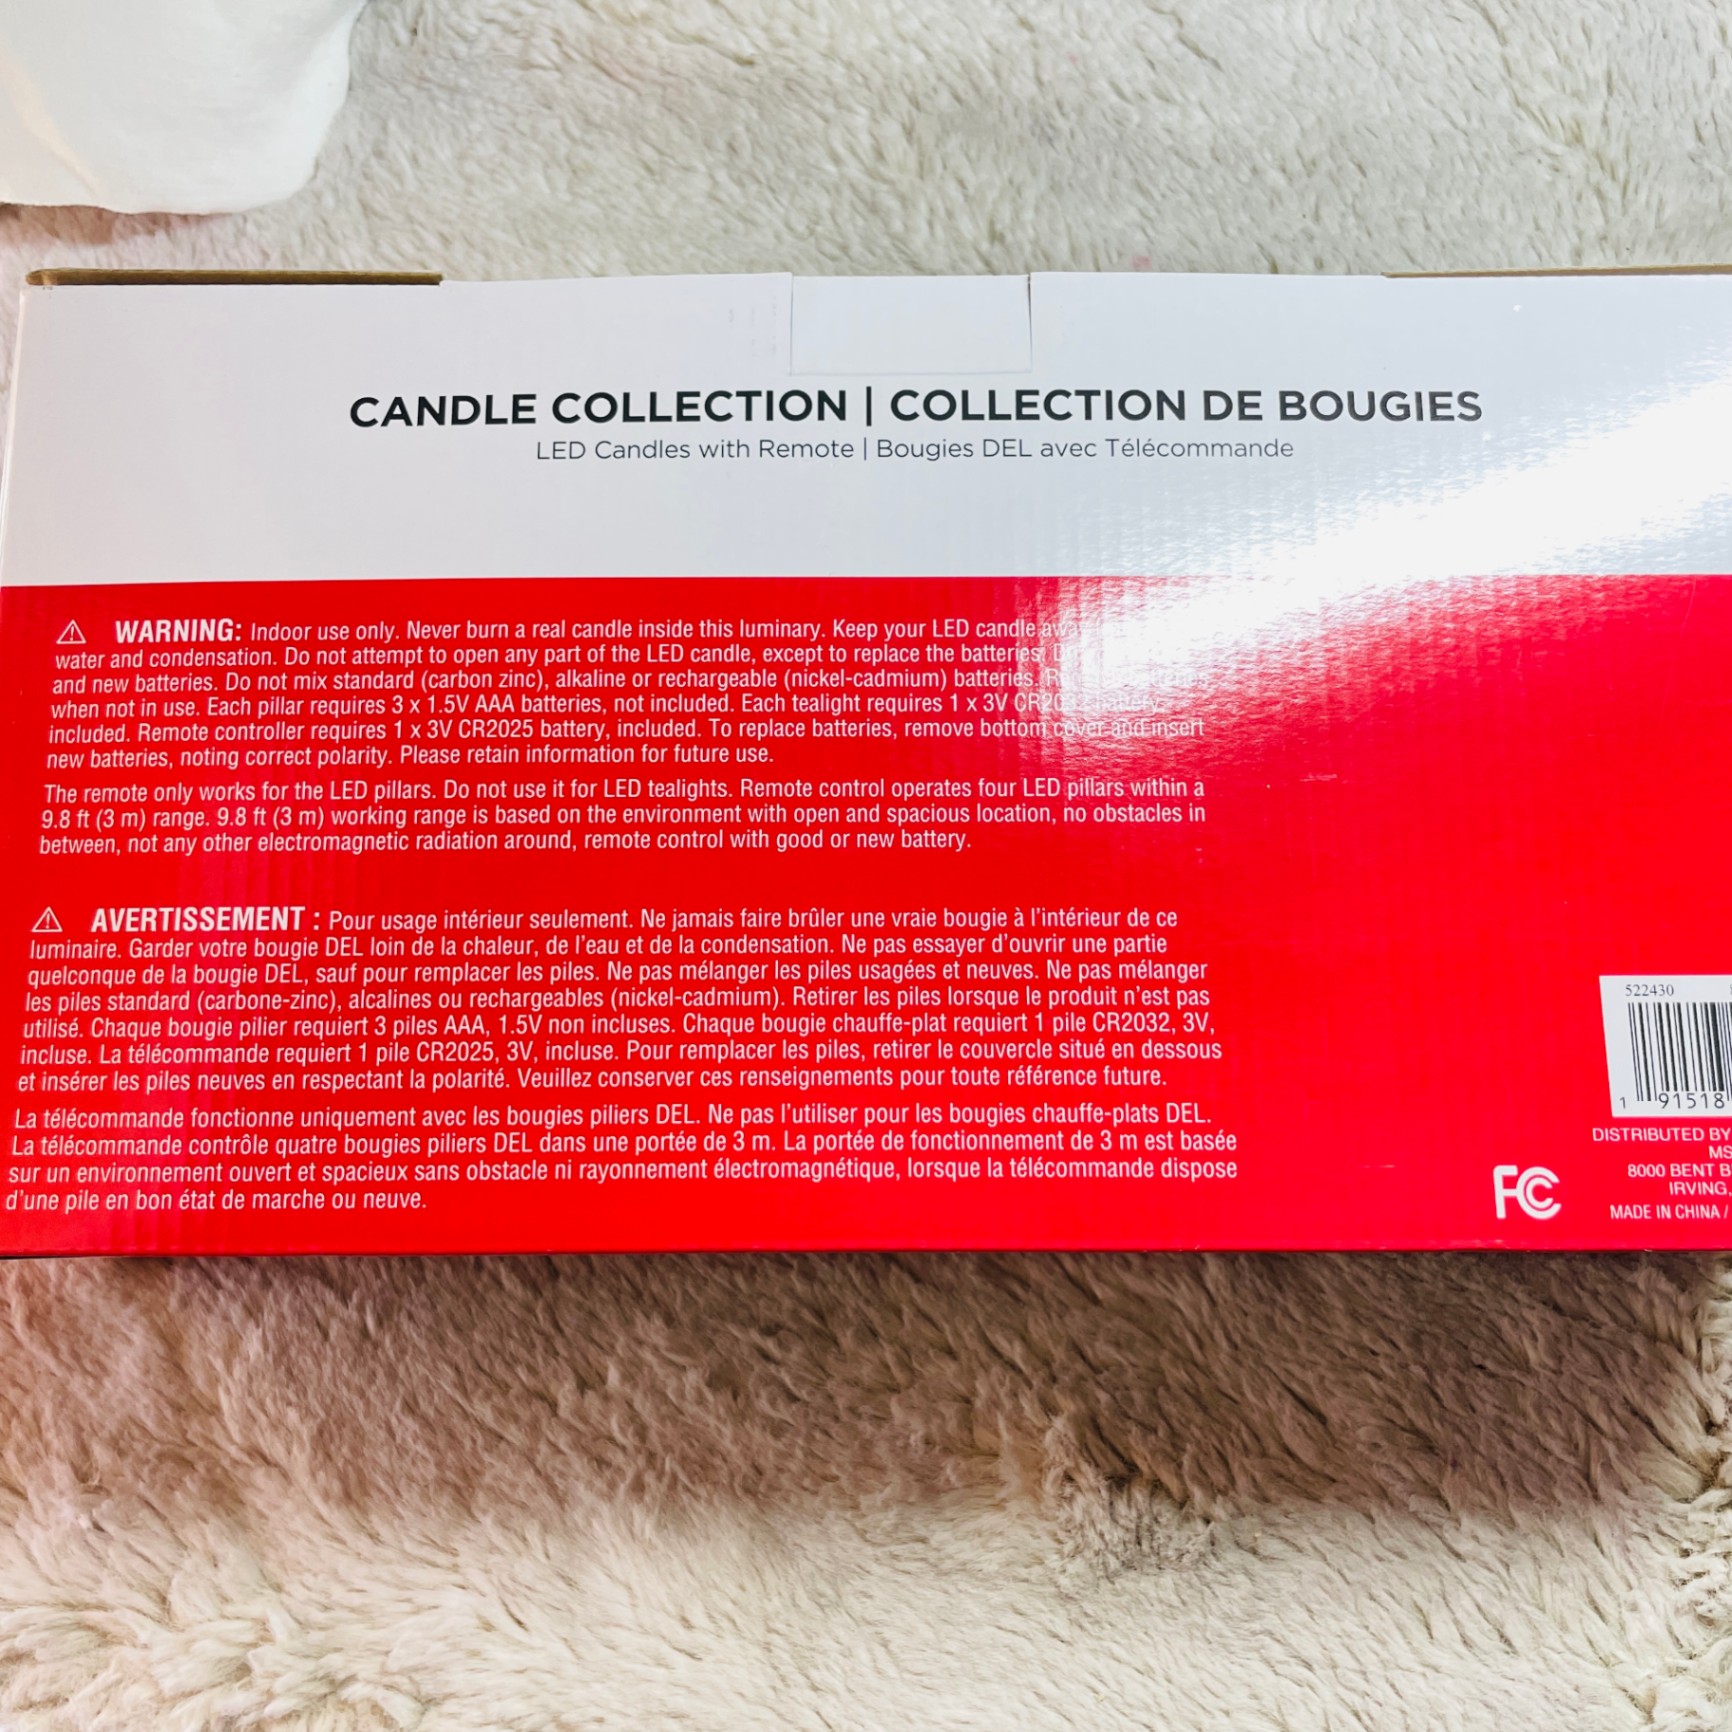 CANDLE COLLECTION | COLLECTION DE BOUGIES
LED Candles with Remote | Bougies DEL avec Télécommande
WARNING: Indoor use only. Never burn a real candle inside this luminary. Keep your LED candle
water and condensation. Do not attempt to open any part of the LED candle, except to replace the batteries.
and new batteries. Do not mix standard (carbon zinc), alkaline or rechargeable (nickel-cadmium) batteries.
when not in use. Each pillar requires 3 x 1.5V AAA batteries, not included. Each tealight requires 1 x 3V CR2032 battery,
included. Remote controller requires 1 x 3V CR2025 battery, included. To replace batteries, remove bottom cover and insert
new batteries, noting correct polarity. Please retain information for future use.
The remote only works for the LED pillars. Do not use it for LED tealights. Remote control operates four LED pillars within a
9.8 ft (3 m) range. 9.8 ft (3 m) working range is based on the environment with open and spacious location, no obstacles in
between, not any other electromagnetic radiation around, remote control with good or new battery.
AVERTISSEMENT : Pour usage intérieur seulement. Ne jamais faire brûler une vraie bougie à l'intérieur de ce
luminaire. Garder votre bougie DEL loin de la chaleur, de l'eau et de la condensation. Ne pas essayer d'ouvrir une partie
quelconque de la bougie DEL, sauf pour remplacer les piles. Ne pas mélanger les piles usagées et neuves. Ne pas mélanger
les piles standard (carbone-zinc), alcalines ou rechargeables (nickel-cadmium). Retirer les piles lorsque le produit n'est pas
utilisé. Chaque bougie pilier requiert 3 piles AAA, 1.5V non incluses. Chaque bougie chauffe-plat requiert 1 pile CR2032, 3V,
incluse. La télécommande requiert 1 pile CR2025, 3V, incluse. Pour remplacer les piles, retirer le couvercle situé en dessous
et insérer les piles neuves en respectant la polarité. Veuillez conserver ces renseignements pour toute référence future.
La télécommande fonctionne uniquement avec les bougies piliers DEL. Ne pas l'utiliser pour les bougies chauffe-plats DEL.
La télécommande contrôle quatre bougies piliers DEL dans une portée de 3 m. La portée de fonctionnement de 3 m est basée
sur un environnement ouvert et spacieux sans obstacle ni rayonnement électromagnétique, lorsque la télécommande dispose
d'une pile en bon état de marche ou neuve.
522430
1 91518
FC
DISTRIBUTED BY
MS
8000 BENT B
IRVING,
MADE IN CHINA /